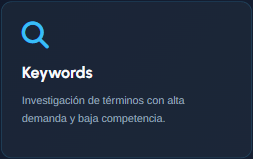 Keywords
Investigación de términos con alta
demanda y baja competencia.